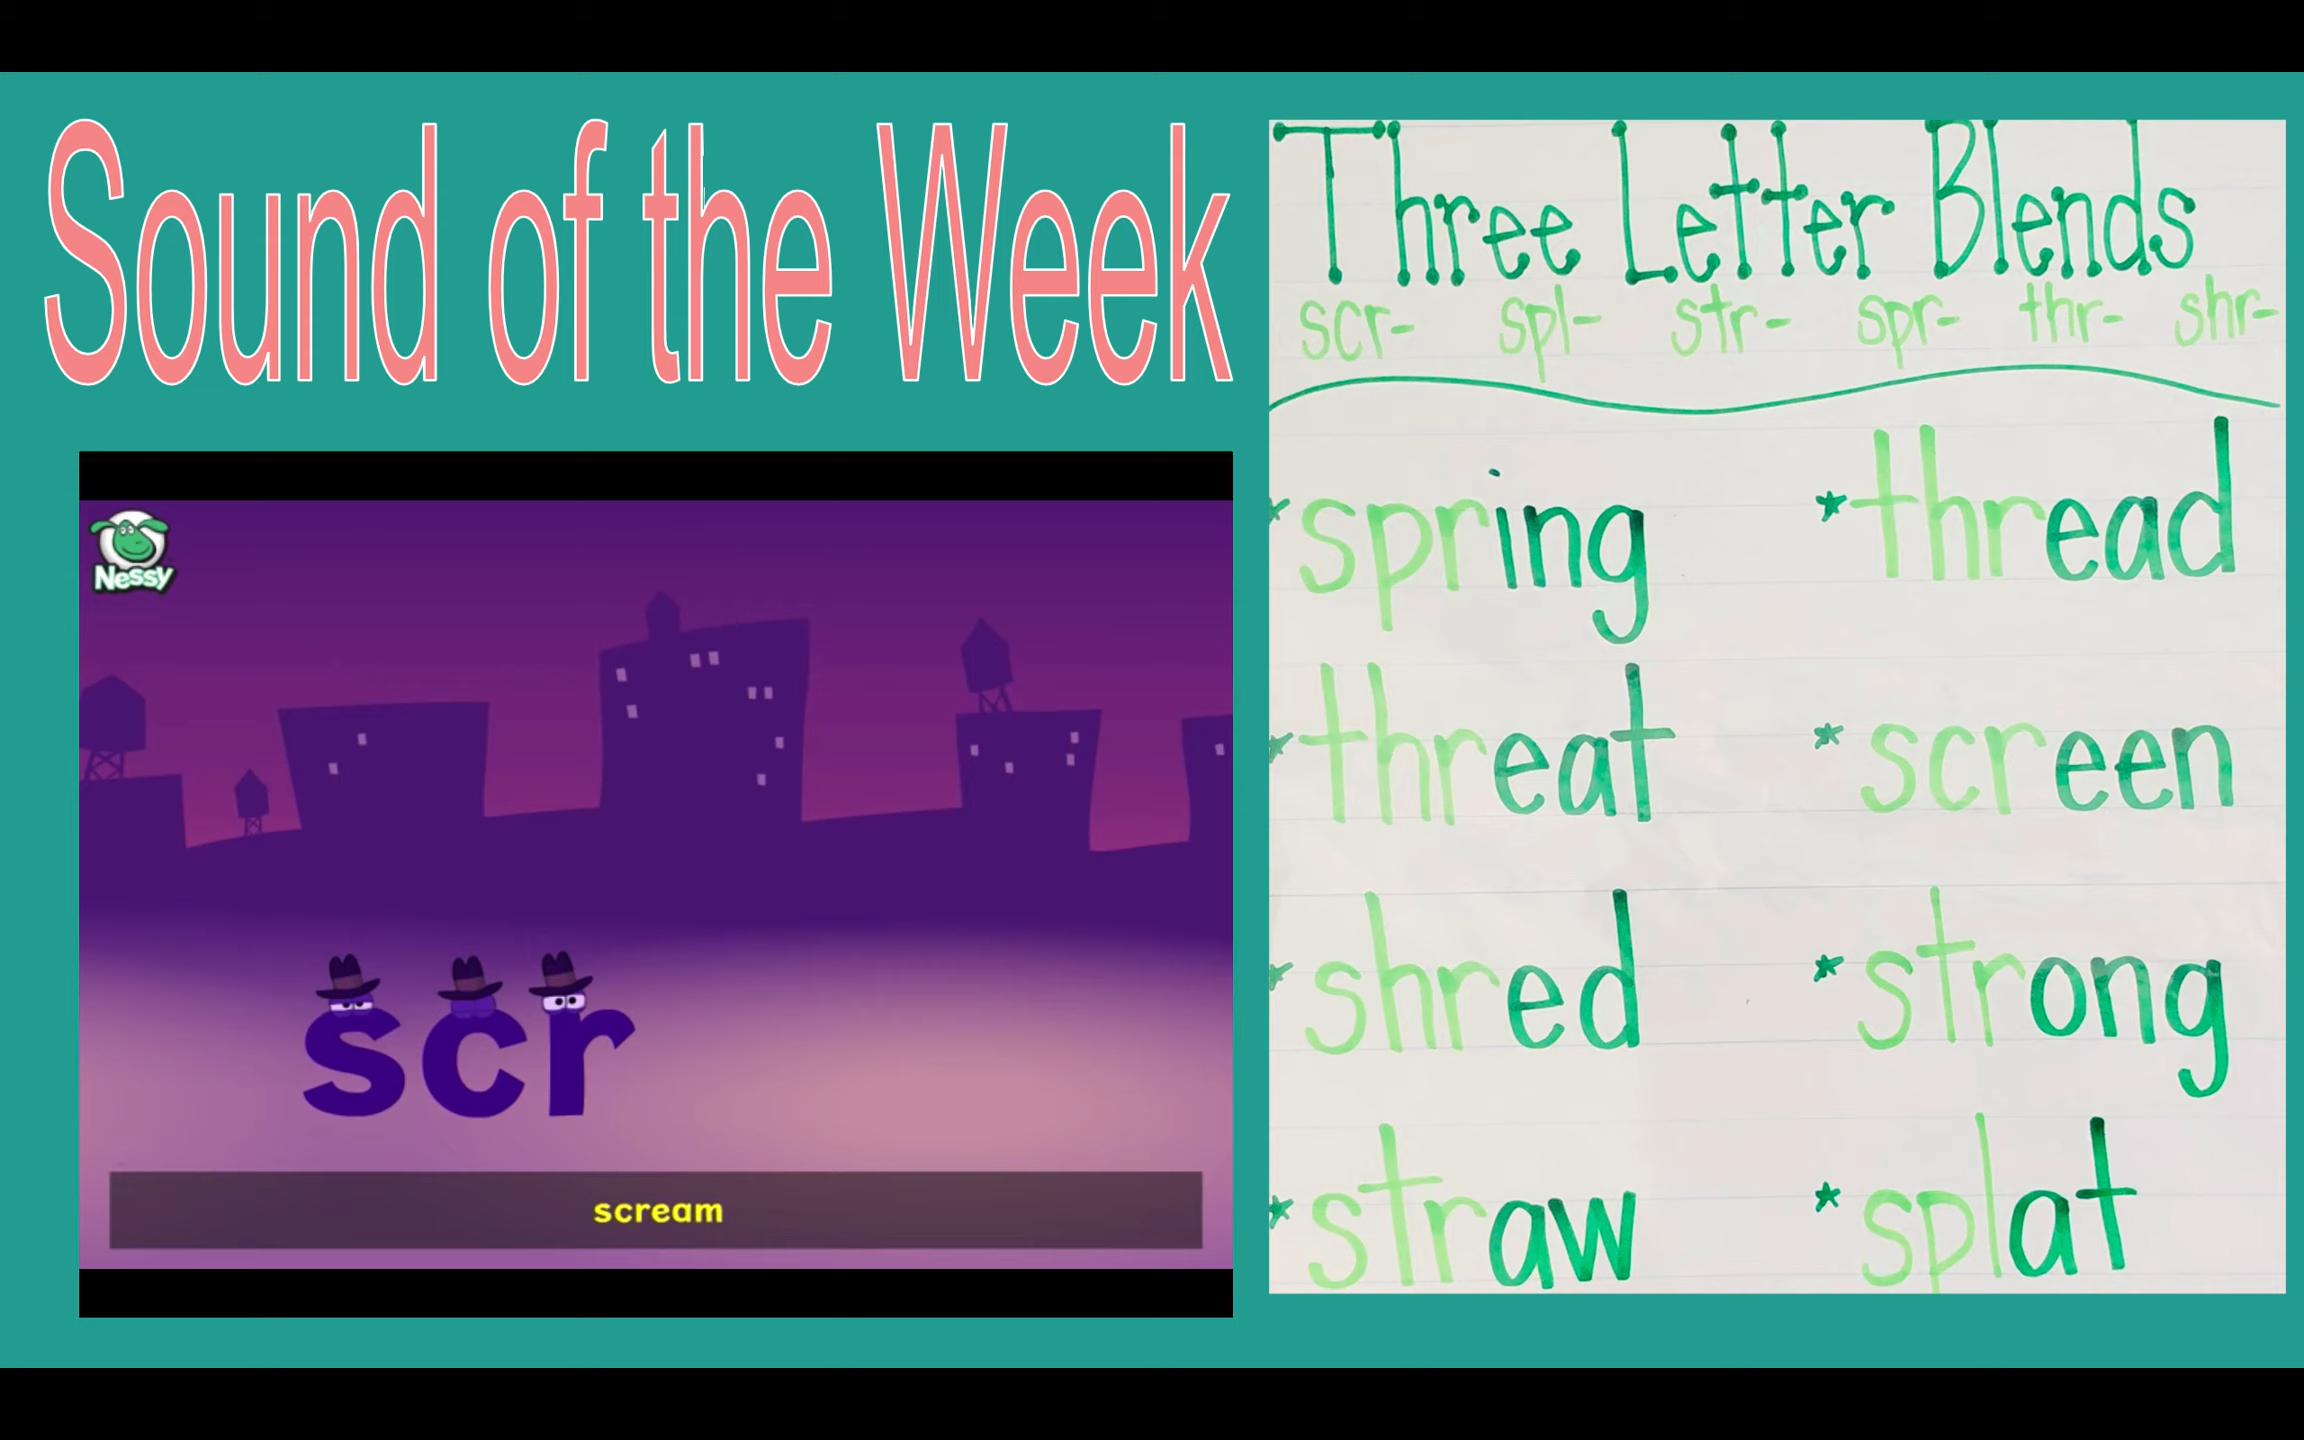 Sound of the Week
Nessy
scr
scream
Three Letter Blends
scr- spl- str- spr- thr- shr-
*spring *thread
*threat *screen
*shred *strong
*straw *splat